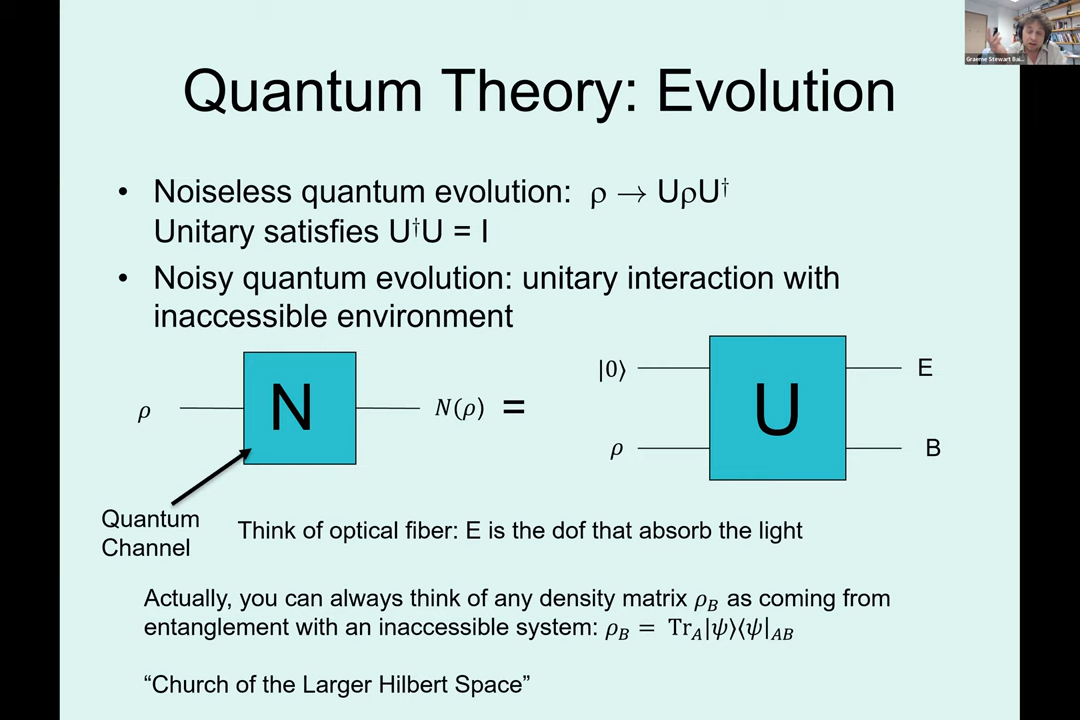 Graeme Stewart Bai...
Quantum Theory: Evolution
• Noiseless quantum evolution: ρ → UρU†
Unitary satisfies U†U = I
• Noisy quantum evolution: unitary interaction with
inaccessible environment
ρ N N(ρ) = |0⟩ ρ U E B
Quantum
Channel
Think of optical fiber: E is the dof that absorb the light
Actually, you can always think of any density matrix ρ_B as coming from
entanglement with an inaccessible system: ρ_B = Tr_A|ψ⟩⟨ψ|_AB
“Church of the Larger Hilbert Space”